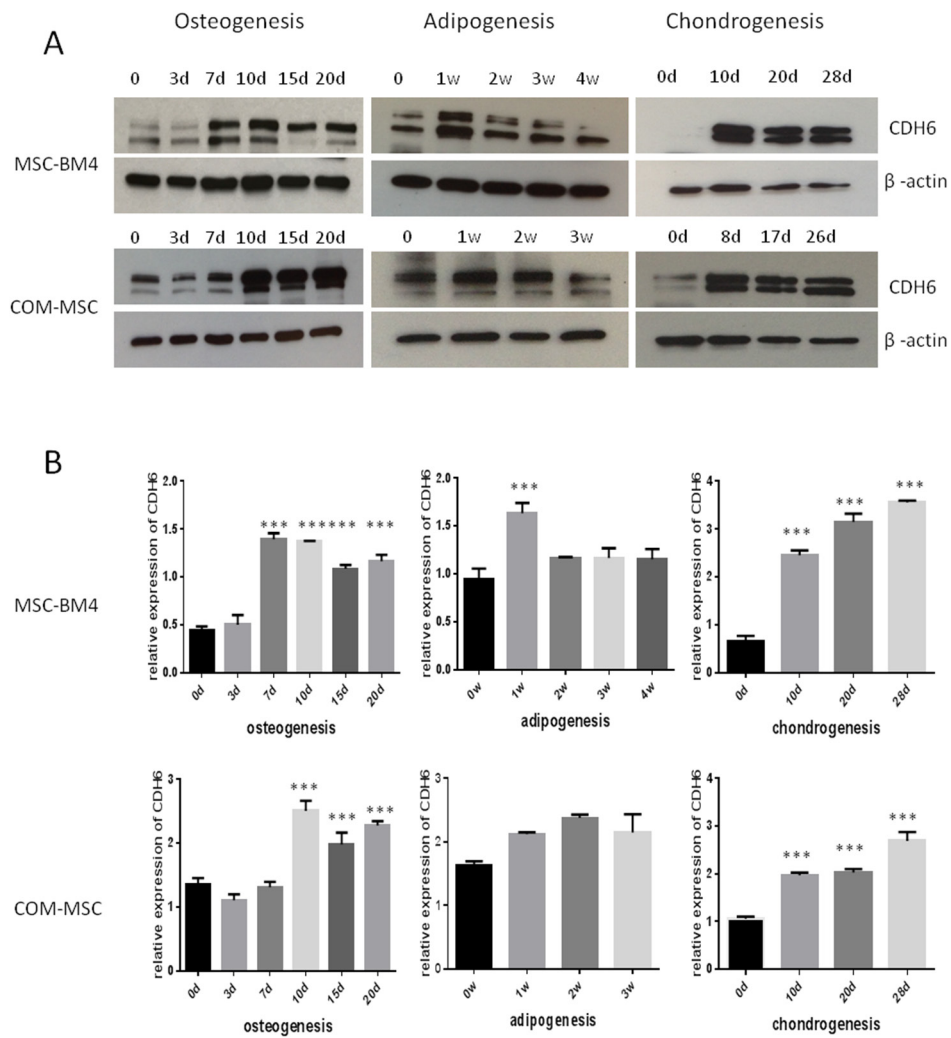 Osteogenesis Adipogenesis Chondrogenesis
A
0 3d 7d 10d 15d 20d 0 1w 2w 3w 4w 0d 10d 20d 28d
CDH6
MSC-BM4
β -actin
0 3d 7d 10d 15d 20d 0 1w 2w 3w 0d 8d 17d 26d
CDH6
COM-MSC
β -actin
B
MSC-BM4
relative expression of CDH6
2.0
1.5
1.0
0.5
0.0
*** *** *** ***
0d 3d 7d 10d 15d 20d
osteogenesis
relative expression of CDH6
2.0
1.5
1.0
0.5
0.0
***
0w 1w 2w 3w 4w
adipogenesis
relative expression of CDH6
4
3
2
1
0
*** *** ***
0d 10d 20d 28d
chondrogenesis
COM-MSC
relative expression of CDH6
3
2
1
0
*** *** ***
0d 3d 7d 10d 15d 20d
osteogenesis
relative expression of CDH6
3
2
1
0
0w 1w 2w 3w
adipogenesis
relative expression of CDH6
4
3
2
1
0
*** *** ***
0d 10d 20d 28d
chondrogenesis